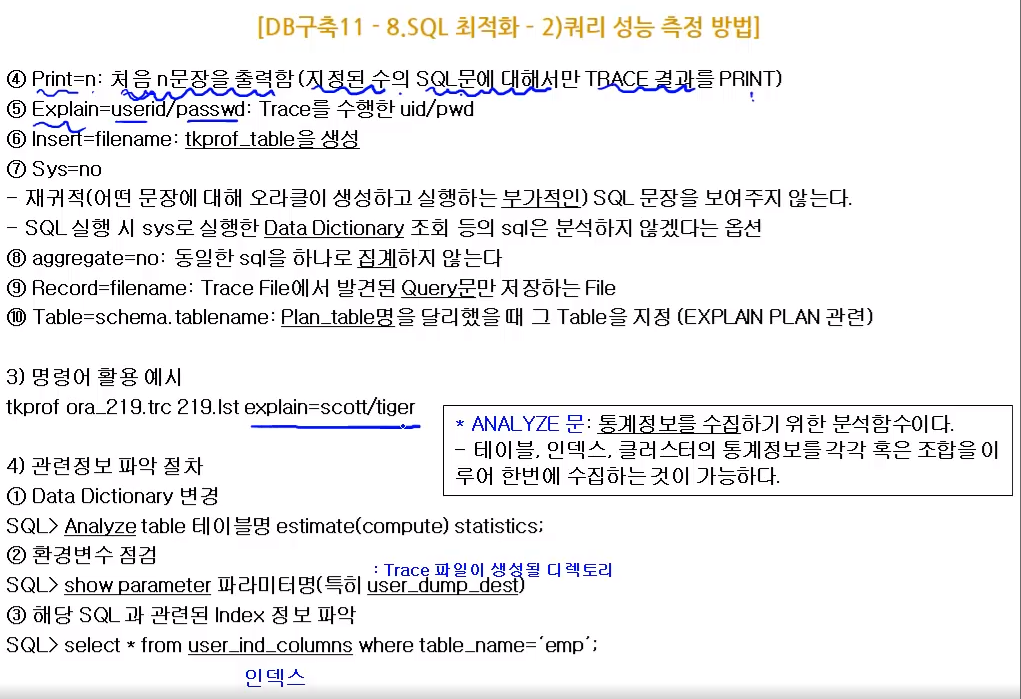 [DB구축11 - 8.SQL 최적화 - 2)쿼리 성능 측정 방법]
④ Print=n: 처음 n문장을 출력함 (지정된 수의 SQL문에 대해서만 TRACE 결과를 PRINT)
⑤ Explain=userid/passwd: Trace를 수행한 uid/pwd
⑥ Insert=filename: tkprof_table을 생성
⑦ Sys=no
- 재귀적(어떤 문장에 대해 오라클이 생성하고 실행하는 부가적인) SQL 문장을 보여주지 않는다.
- SQL 실행 시 sys로 실행한 Data Dictionary 조회 등의 sql은 분석하지 않겠다는 옵션
⑧ aggregate=no: 동일한 sql을 하나로 집계하지 않는다
⑨ Record=filename: Trace File에서 발견된 Query문만 저장하는 File
⑩ Table=schema.tablename: Plan_table명을 달리했을 때 그 Table을 지정 (EXPLAIN PLAN 관련)
3) 명령어 활용 예시
tkprof ora_219.trc 219.lst explain=scott/tiger
* ANALYZE 문: 통계정보를 수집하기 위한 분석함수이다.
- 테이블, 인덱스, 클러스터의 통계정보를 각각 혹은 조합을 이
루어 한번에 수집하는 것이 가능하다.
4) 관련정보 파악 절차
① Data Dictionary 변경
SQL> Analyze table 테이블명 estimate(compute) statistics;
② 환경변수 점검
: Trace 파일이 생성될 디렉토리
SQL> show parameter 파라미터명(특히 user_dump_dest)
③ 해당 SQL 과 관련된 Index 정보 파악
SQL> select * from user_ind_columns where table_name=‘emp’;
인덱스